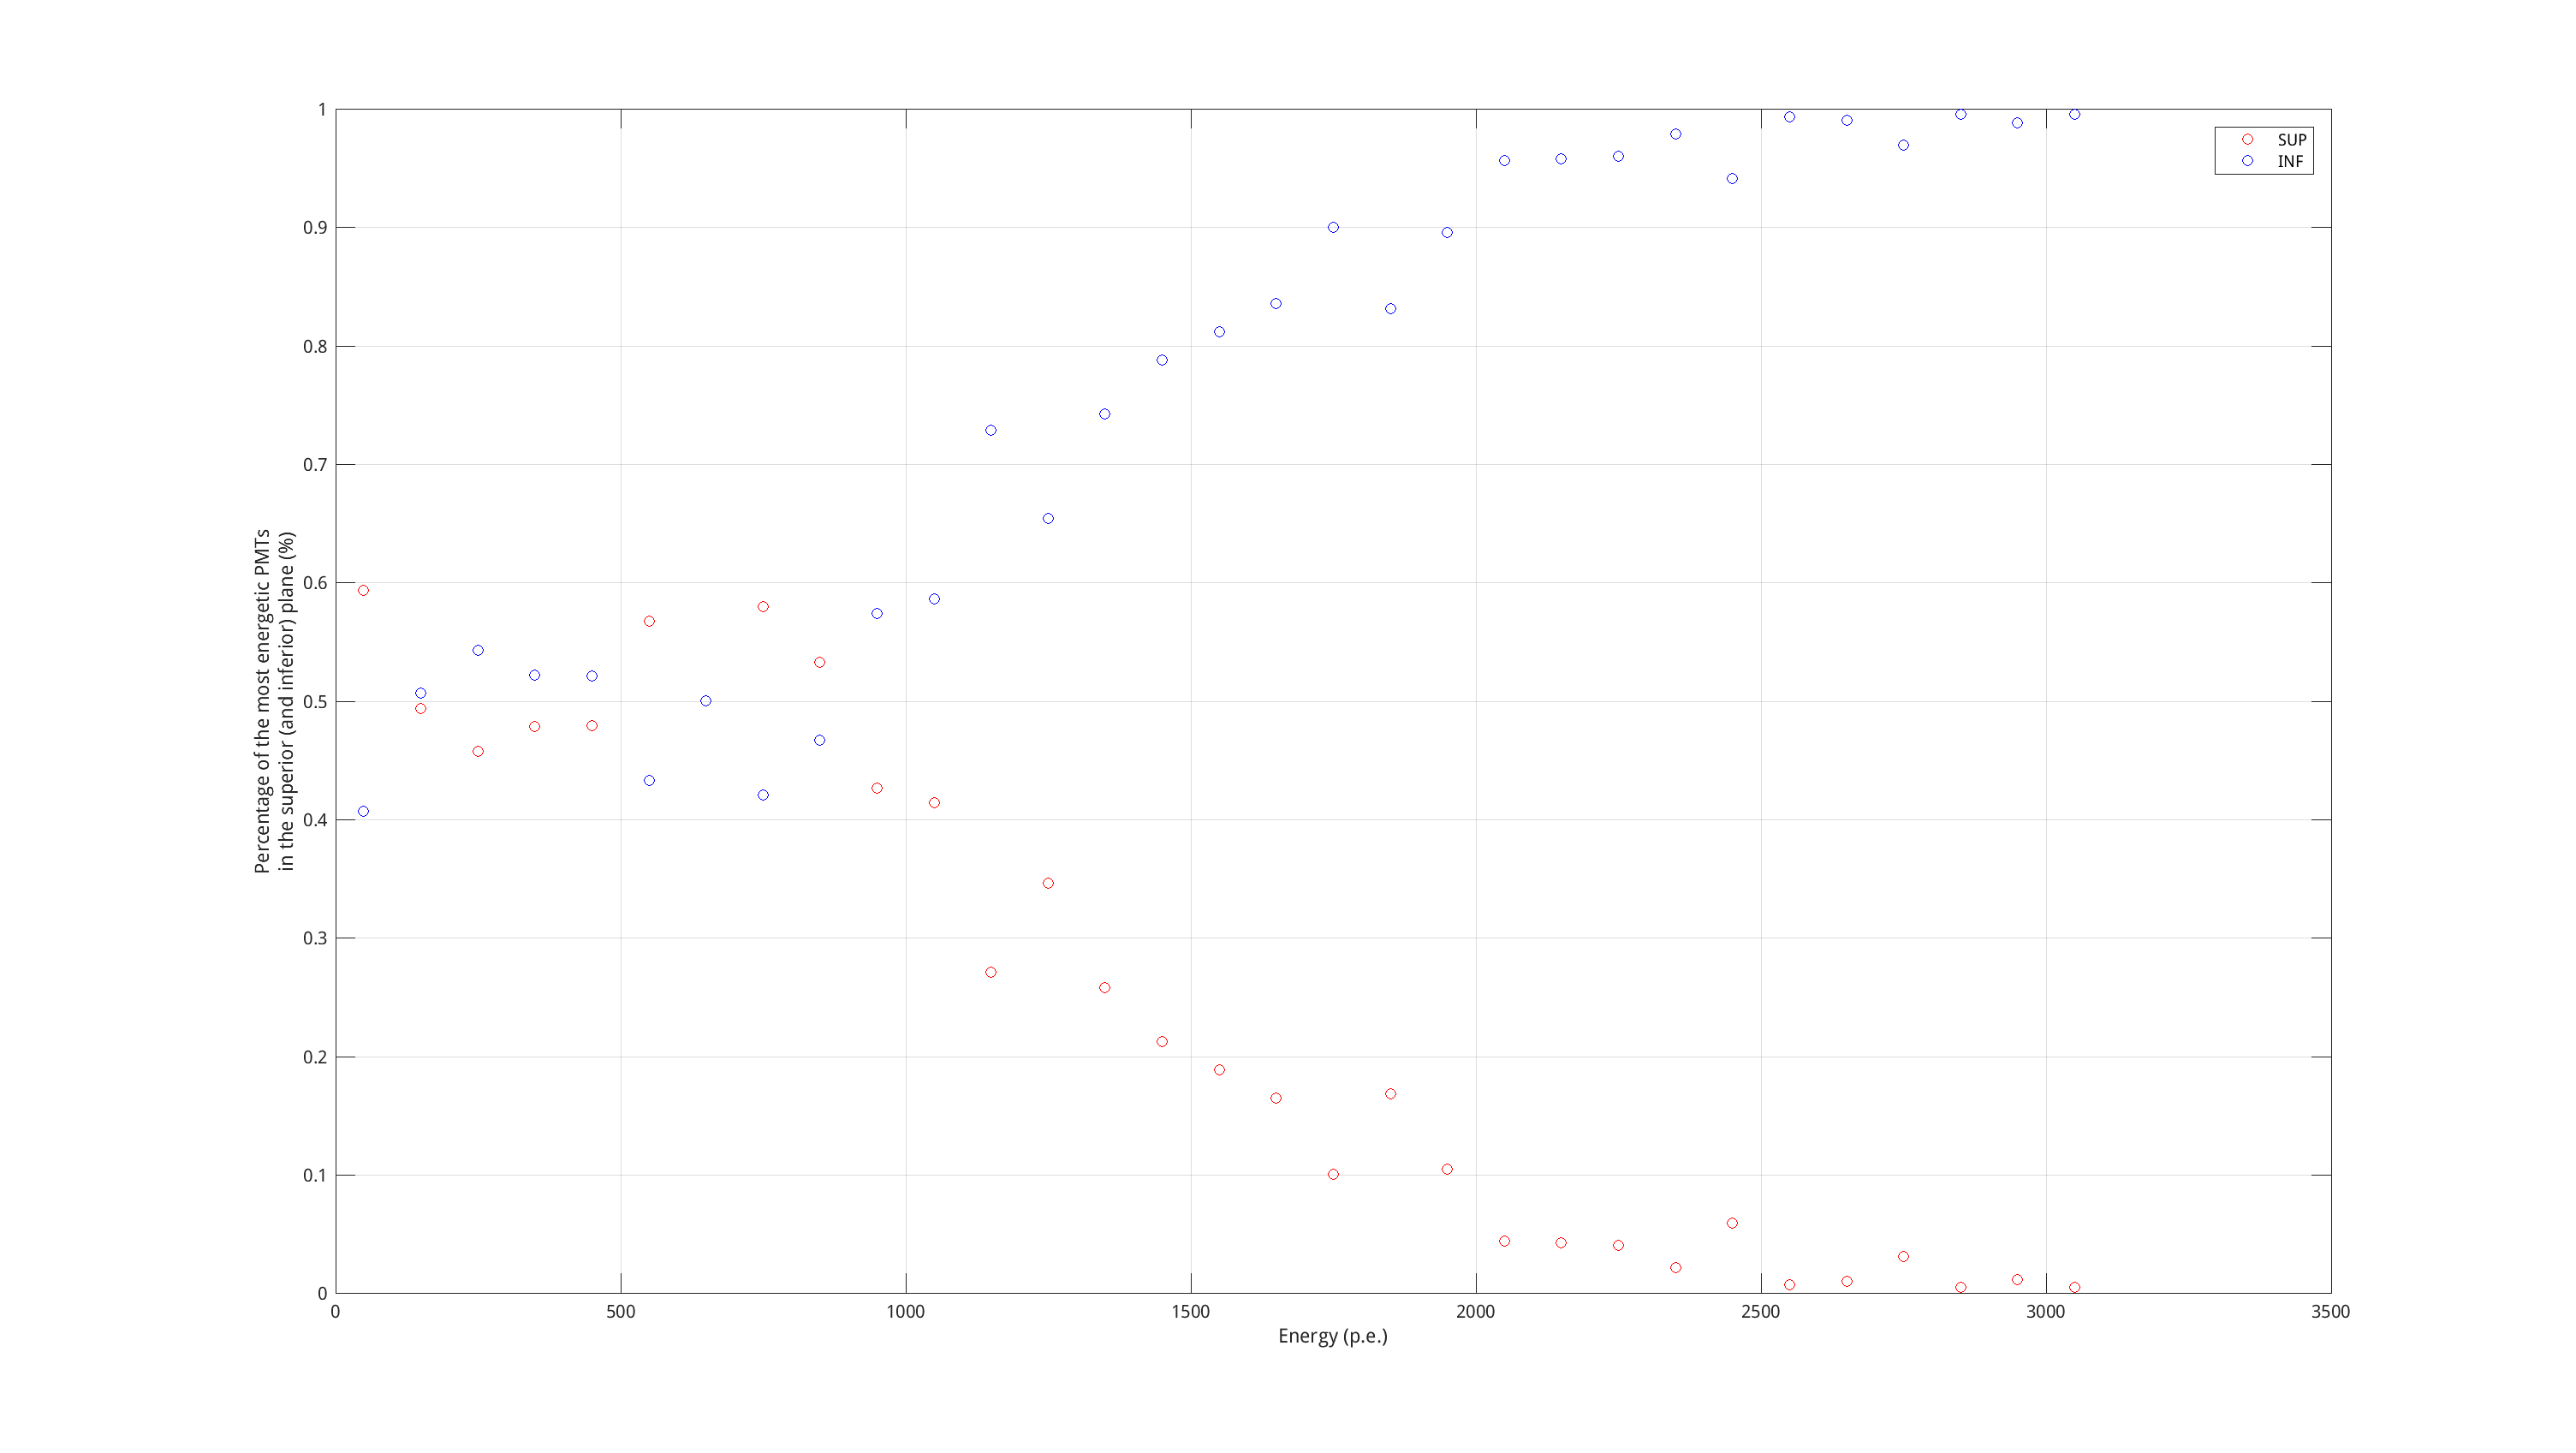 1
0.9
0.8
0.7
0.6
0.5
0.4
0.3
0.2
0.1
0
0 500 1000 1500 2000 2500 3000 3500
Energy (p.e.)
Percentage of the most energetic PMTs
in the superior (and inferior) plane (%)
SUP
INF